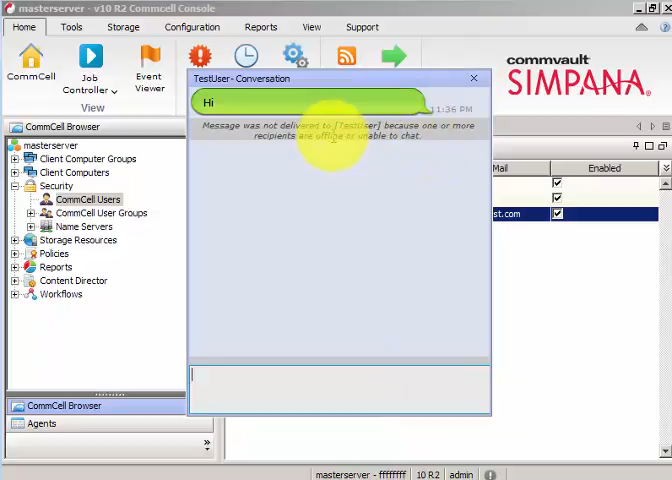 masterserver - v10 R2 Commcell Console
Home Tools Storage Configuration Reports View Support
CommCell
Job Controller
Event Viewer
View
commvault
SIMPANA
CommCell Browser
masterserver
Client Computer Groups
Client Computers
Security
CommCell Users
CommCell User Groups
Name Servers
Storage Resources
Policies
Reports
Content Director
Workflows
CommCell Browser
Agents
TestUser- Conversation
Hi
11:36 PM
Message was not delivered to [TestUser] because one or more
recipients are offline or unable to chat.
Mail Enabled
st.com
masterserver - ffffffff 10 R2 admin